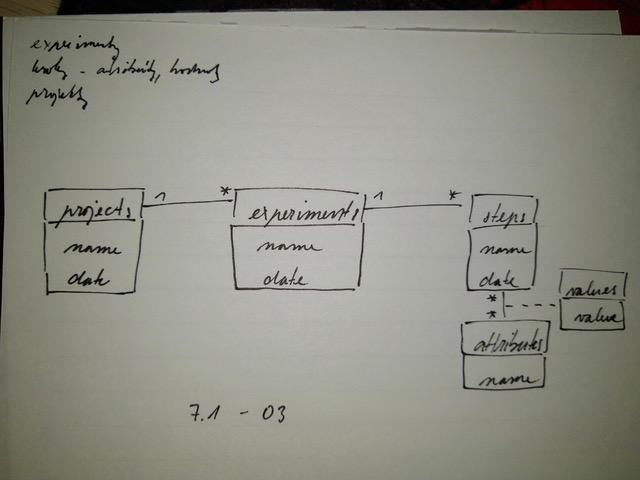 experimenty
kroky - atributy, hodnoty
projekty
1 * 1 *
projects experiments steps
name name name
date date date
values
* value
*
attributes
name
7.1 - 03